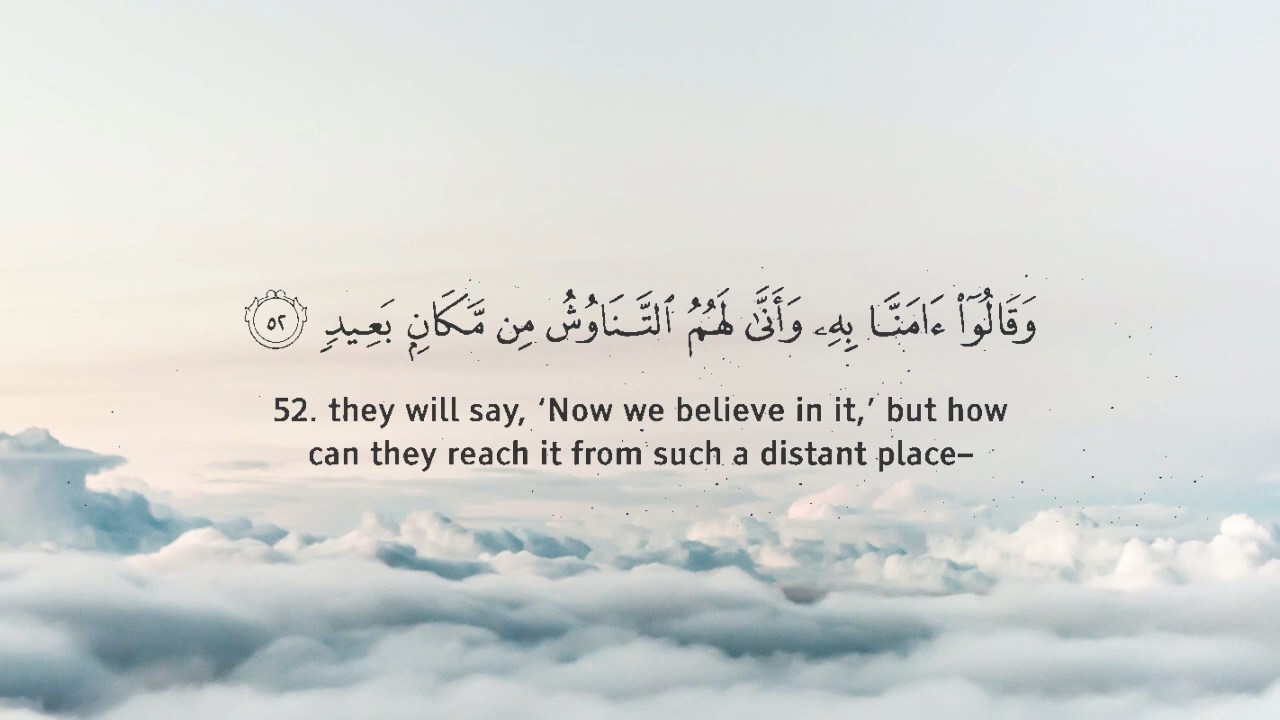 وَقَالُوٓا۟ ءَامَنَّا بِهِۦ وَأَنَّىٰ لَهُمُ ٱلتَّنَاوُشُ مِن مَّكَانٍۭ بَعِيدٍ ٥٢
52. they will say, ‘Now we believe in it,’ but how
can they reach it from such a distant place–